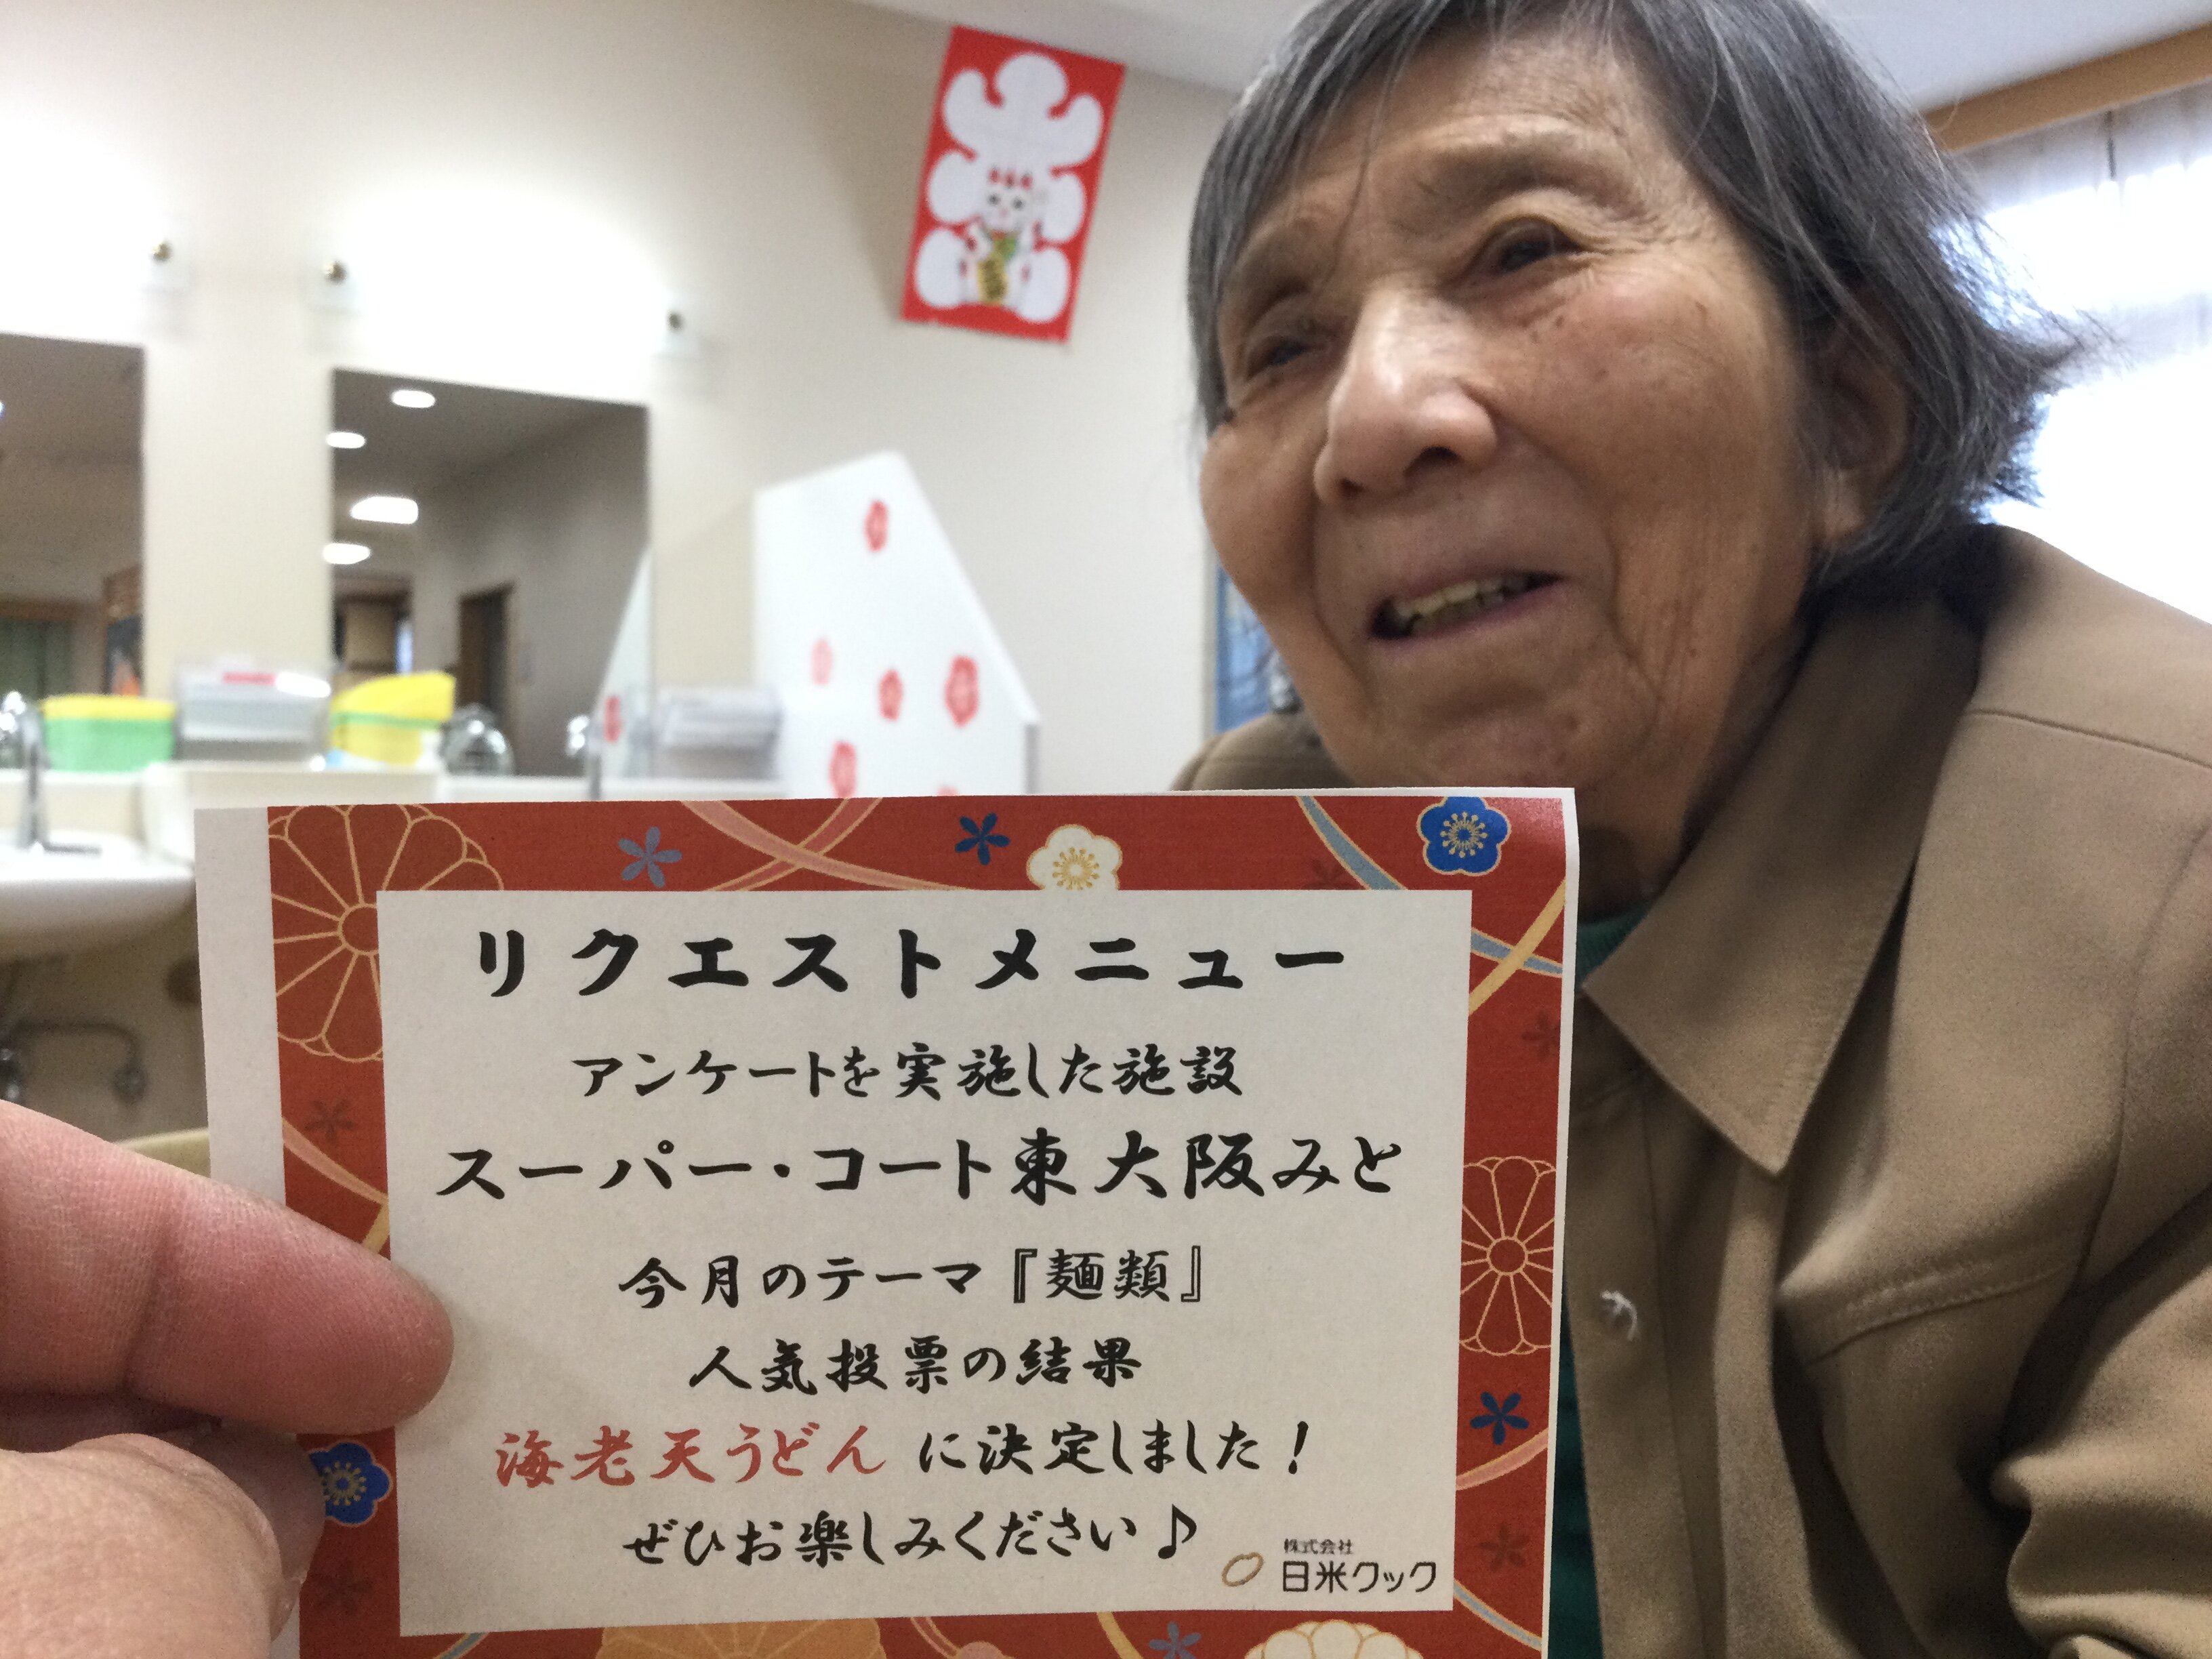 リクエストメニュー
アンケートを実施した施設
スーパー・コート東大阪みと
今月のテーマ『麺類』
人気投票の結果
海老天うどん に決定しました！
ぜひお楽しみください♪
株式会社
日米クック